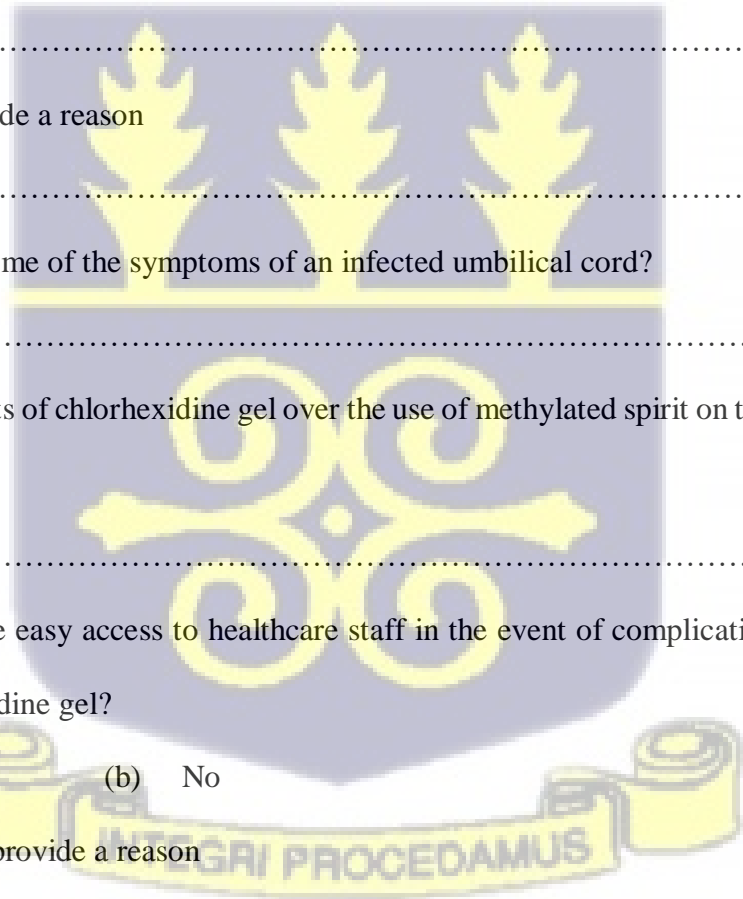 ……………………………………………………………………
de a reason
……………………………………………………………………
me of the symptoms of an infected umbilical cord?
……………………………………………………………………
s of chlorhexidine gel over the use of methylated spirit on t
……………………………………………………………………
e easy access to healthcare staff in the event of complicati
dine gel?
(b) No
provide a reason
INTEGRI PROCEDAMUS